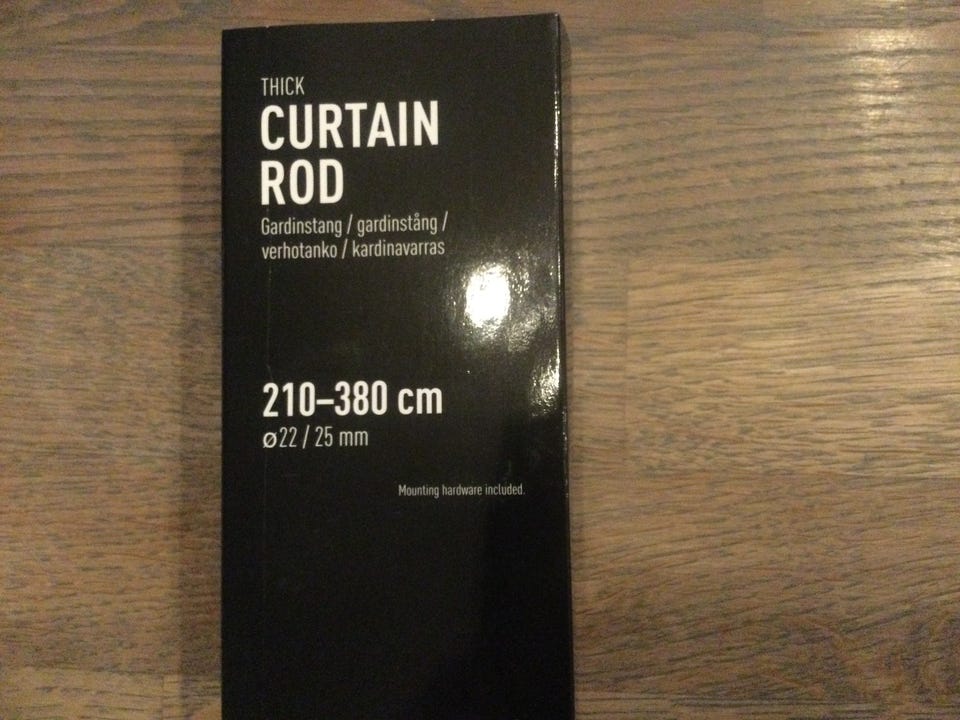 THICK
CURTAIN
ROD
Gardinstang / gardinstång /
verhotanko / kardinavarras
210–380 cm
ø22 / 25 mm
Mounting hardware included.